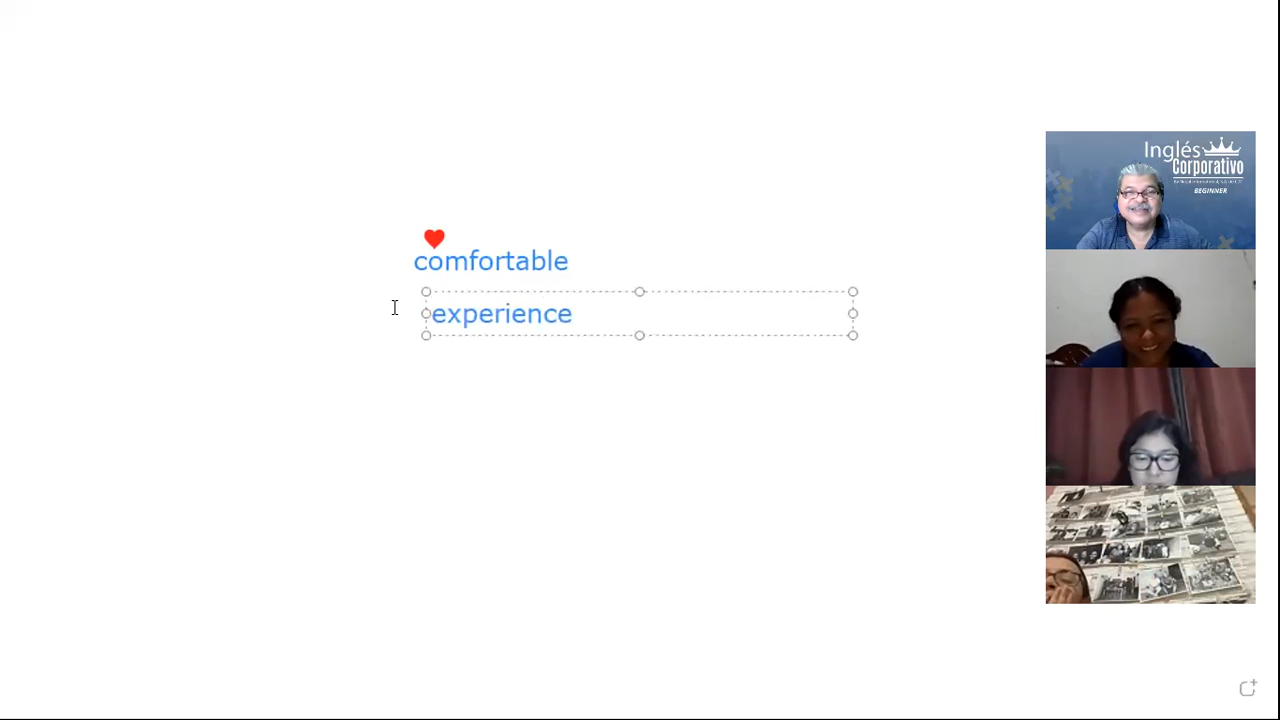 Inglés
Corporativo
BEGINNER
comfortable
experience